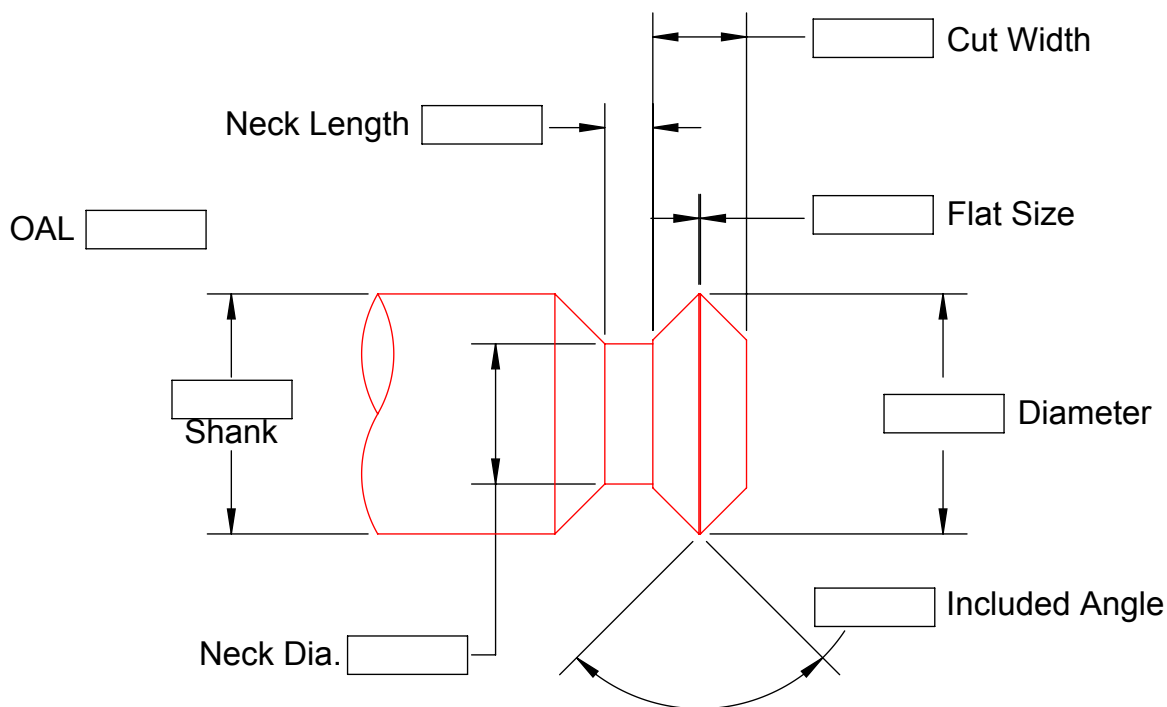 Cut Width
Neck Length
Flat Size
OAL
Diameter
Shank
Included Angle
Neck Dia.